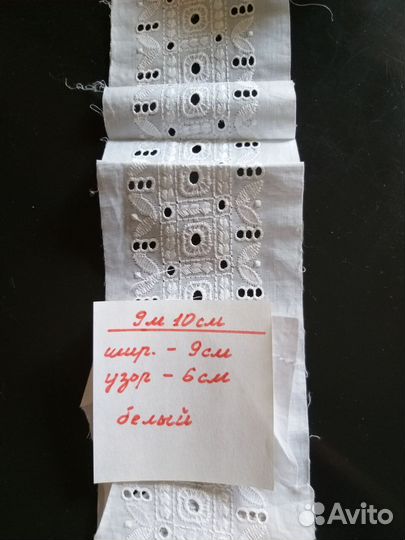 9м 10см
шир. - 9см
узор - 6см
белый
Avito